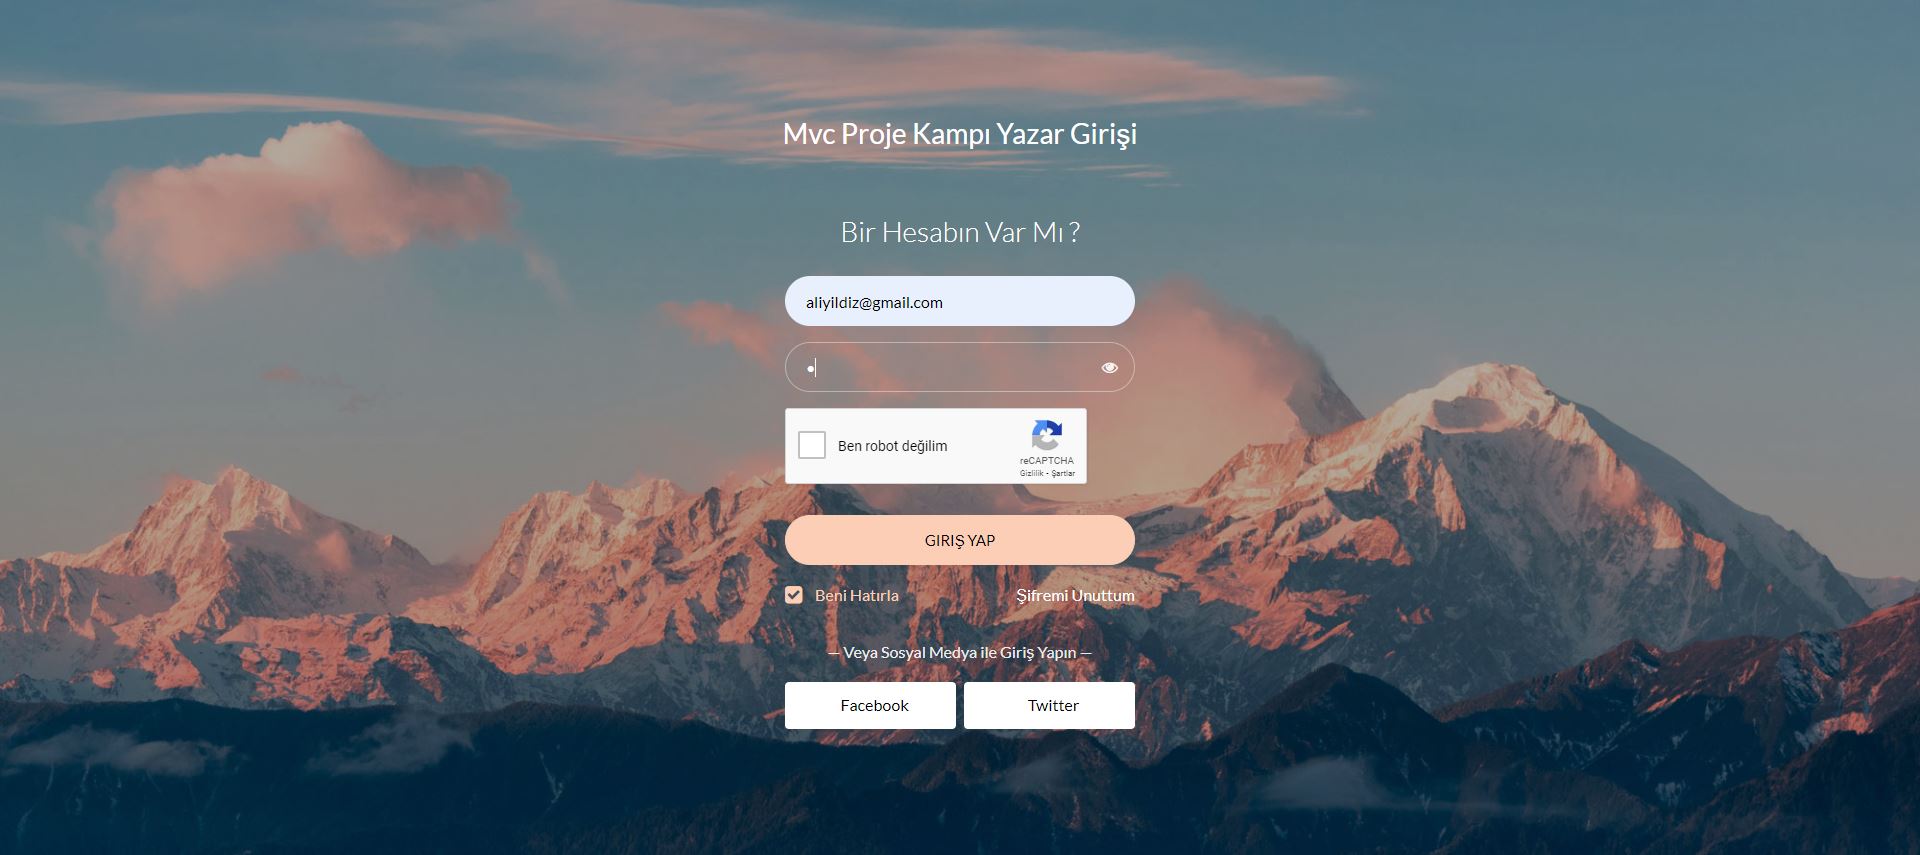 Mvc Proje Kampı Yazar Girişi
Bir Hesabın Var Mı ?
aliyildiz@gmail.com
Ben robot değilim
reCAPTCHA
Gizlilik - Şartlar
GIRIŞ YAP
Beni Hatırla Şifremi Unuttum
— Veya Sosyal Medya ile Giriş Yapın —
Facebook Twitter